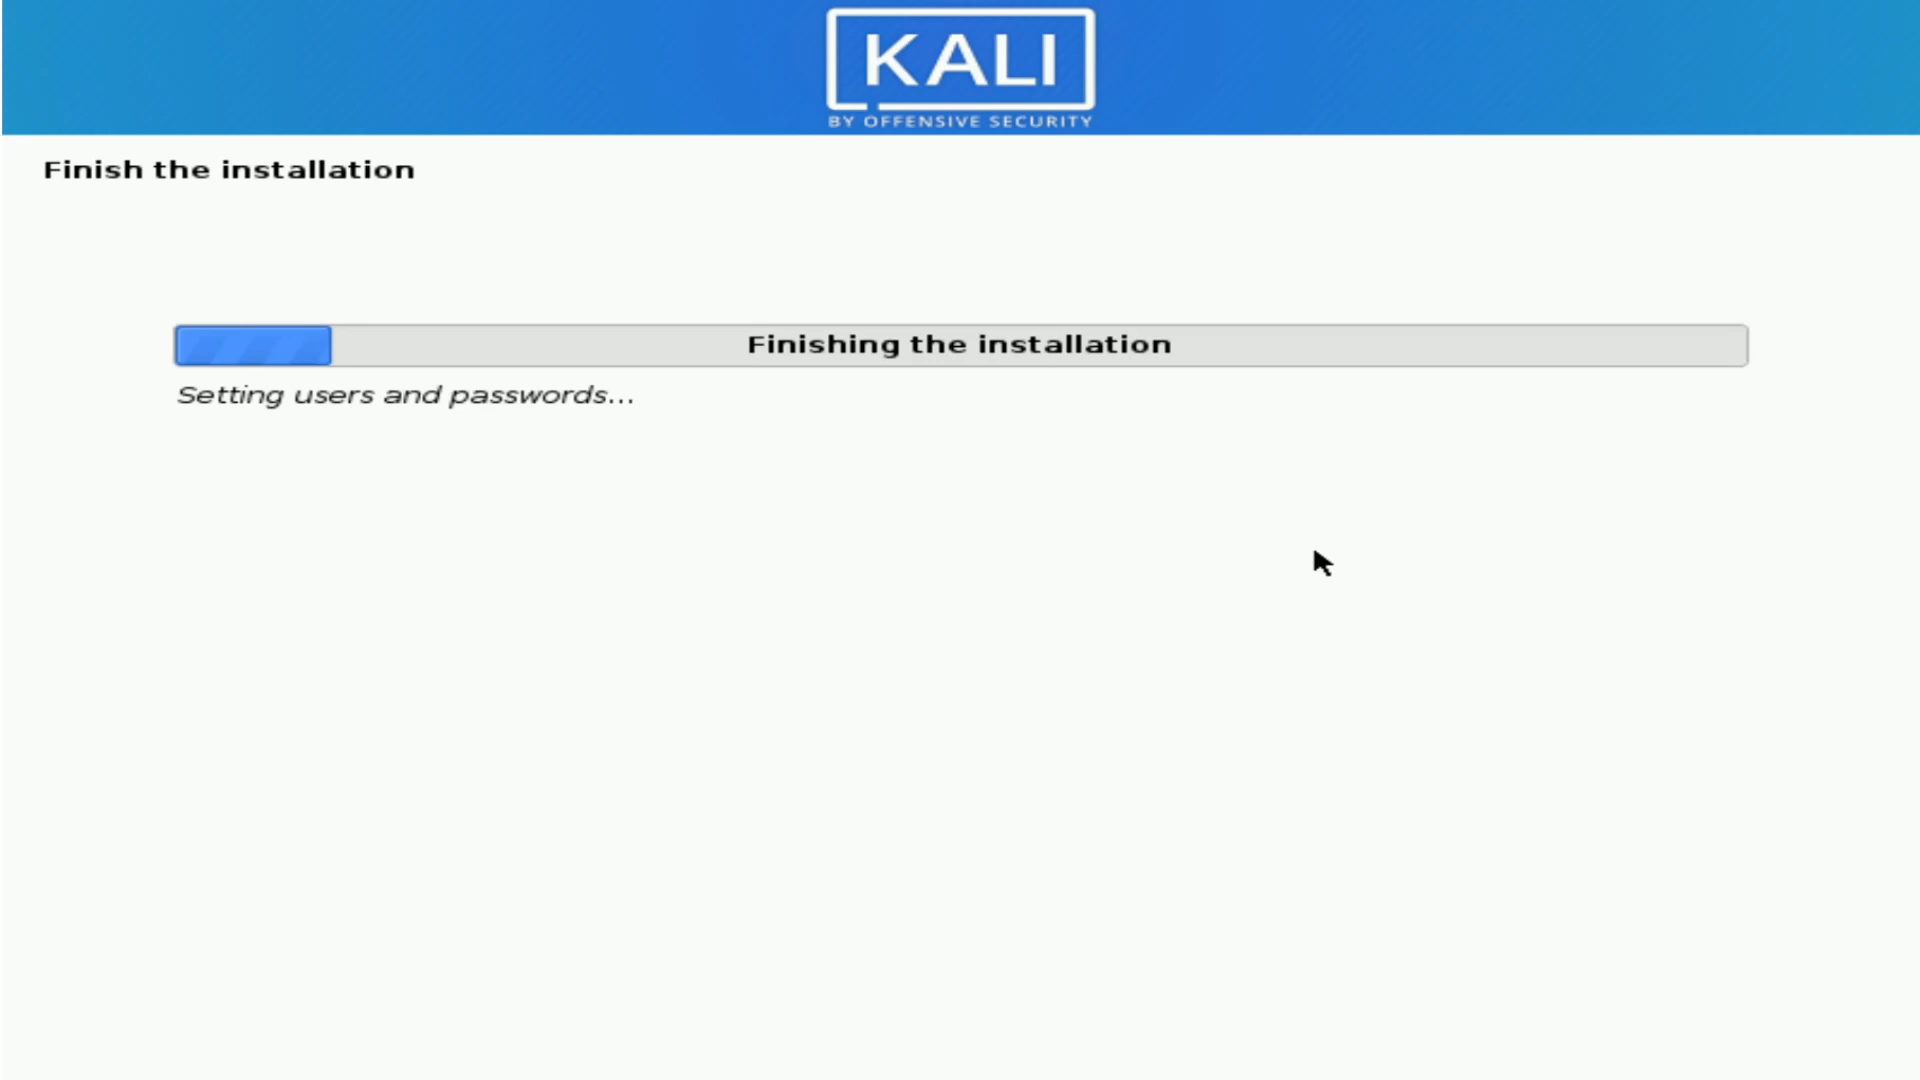 KALI
BY OFFENSIVE SECURITY
Finish the installation
Finishing the installation
Setting users and passwords...